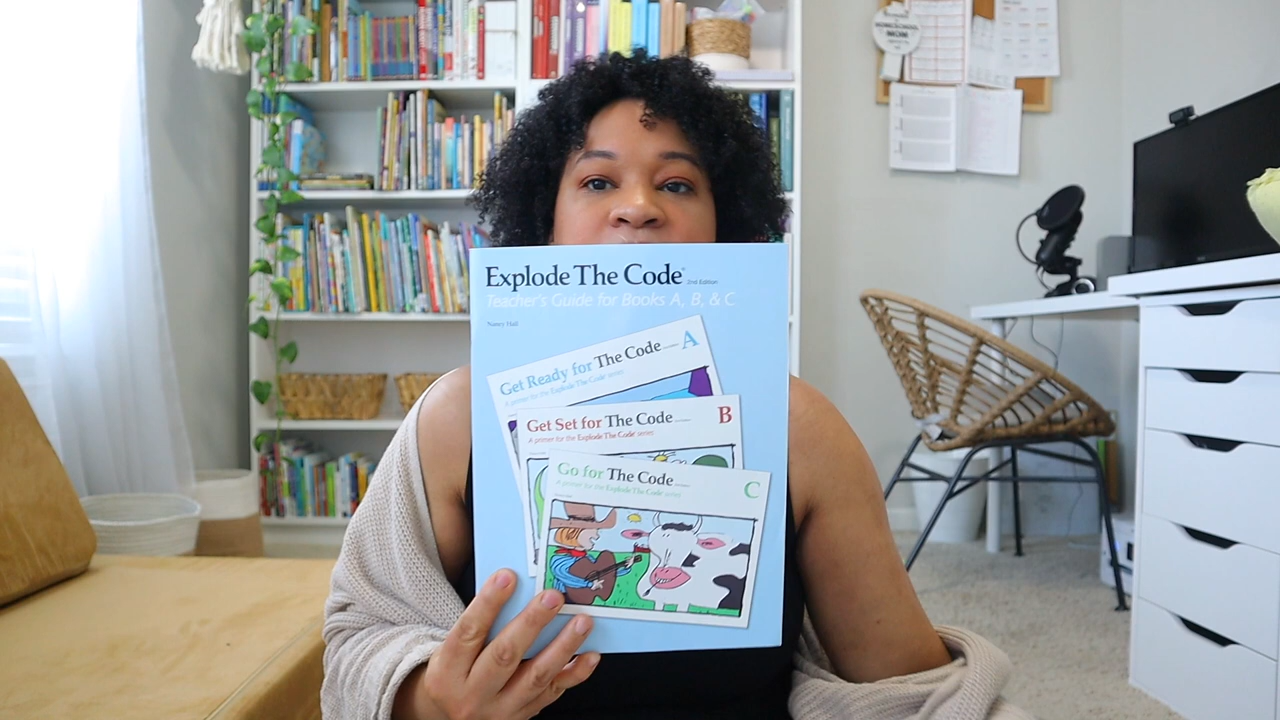 HOMESCHOOL
MOM
Explode The Code® 2nd Edition
Teacher's Guide for Books A, B, & C
Nancy Hall
Get Ready for The Code A
A primer for the Explode The Code series
Get Set for The Code B
A primer for the Explode The Code series
Go for The Code C
A primer for the Explode The Code series